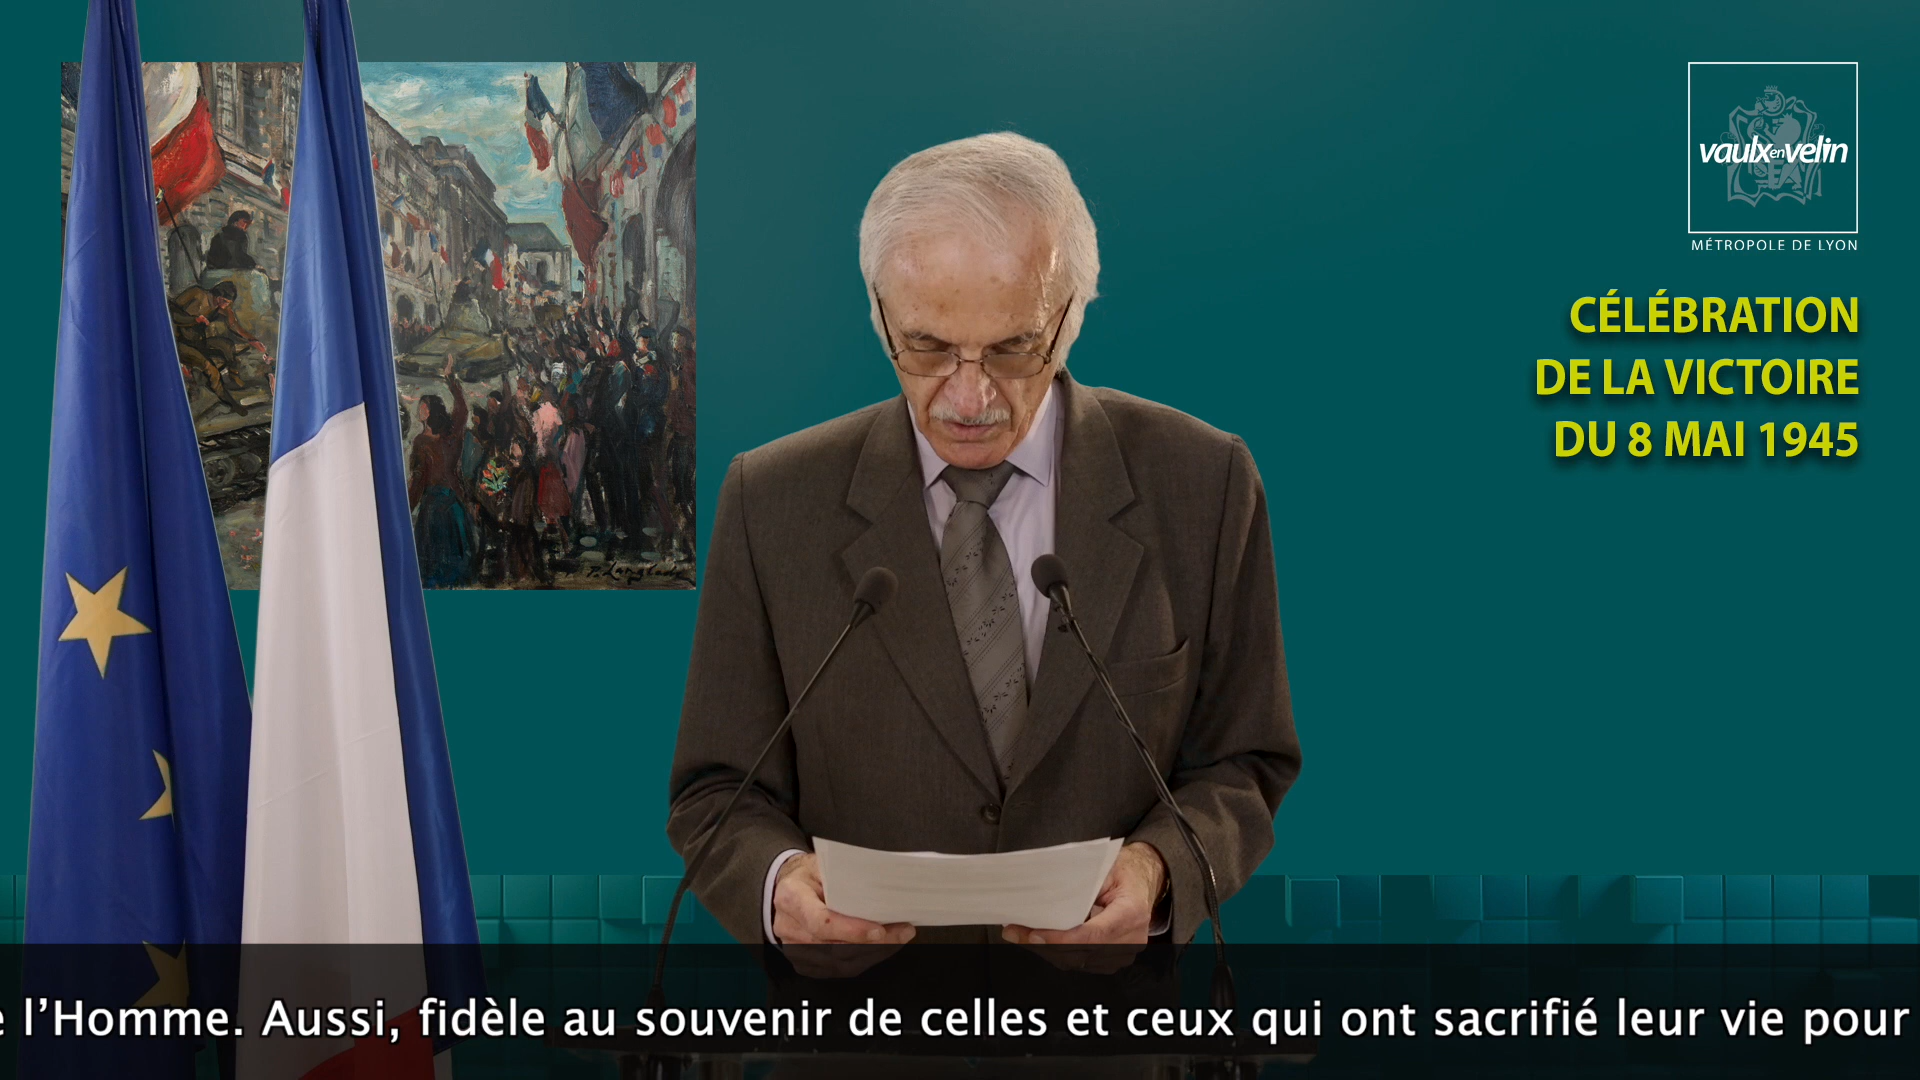 vaulxenvelin
MÉTROPOLE DE LYON
CÉLÉBRATION
DE LA VICTOIRE
DU 8 MAI 1945
l’Homme. Aussi, fidèle au souvenir de celles et ceux qui ont sacrifié leur vie pour